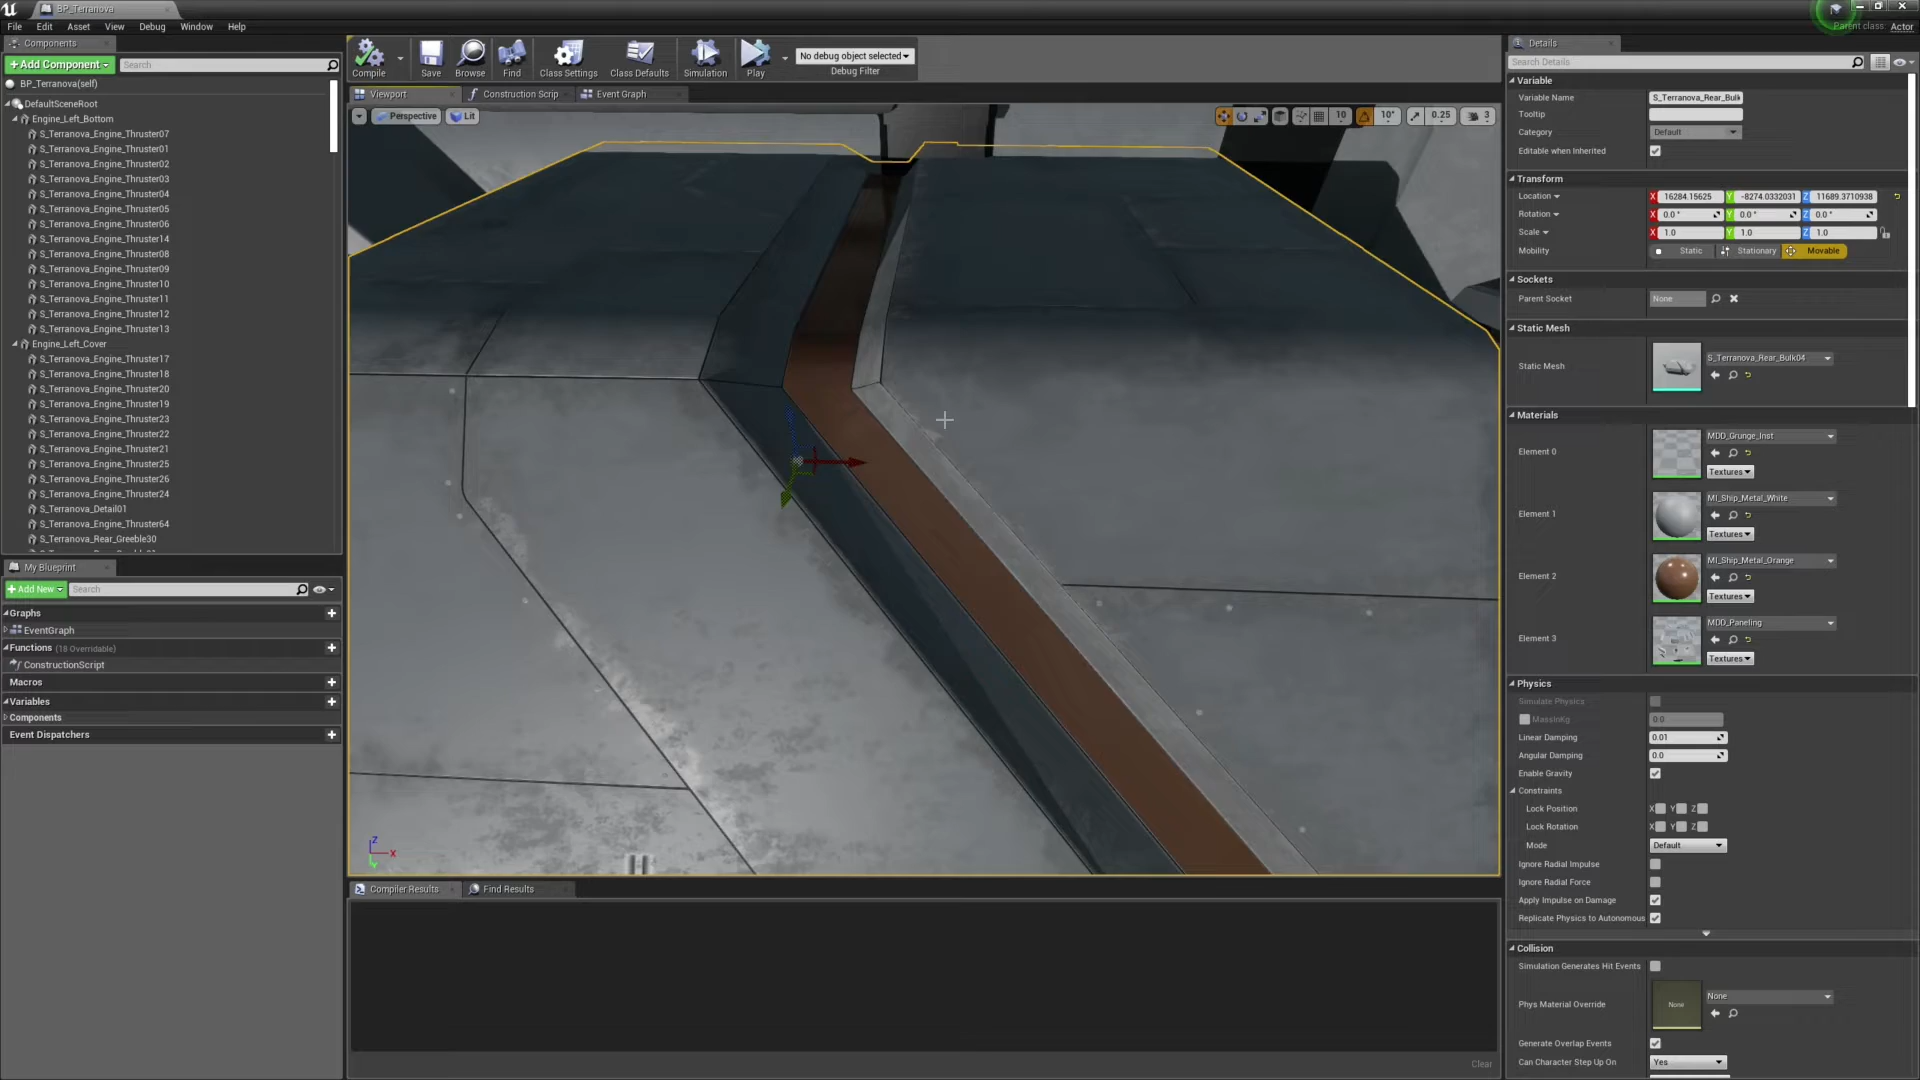 BP_Terranova
File Edit Asset View Debug Window Help
Parent class: Actor
Components
+Add Component
Search
BP_Terranova(self)
DefaultSceneRoot
Engine_Left_Bottom
S_Terranova_Engine_Thruster07
S_Terranova_Engine_Thruster01
S_Terranova_Engine_Thruster02
S_Terranova_Engine_Thruster03
S_Terranova_Engine_Thruster04
S_Terranova_Engine_Thruster05
S_Terranova_Engine_Thruster06
S_Terranova_Engine_Thruster14
S_Terranova_Engine_Thruster08
S_Terranova_Engine_Thruster09
S_Terranova_Engine_Thruster10
S_Terranova_Engine_Thruster11
S_Terranova_Engine_Thruster12
S_Terranova_Engine_Thruster13
Engine_Left_Cover
S_Terranova_Engine_Thruster17
S_Terranova_Engine_Thruster18
S_Terranova_Engine_Thruster20
S_Terranova_Engine_Thruster19
S_Terranova_Engine_Thruster23
S_Terranova_Engine_Thruster22
S_Terranova_Engine_Thruster21
S_Terranova_Engine_Thruster25
S_Terranova_Engine_Thruster26
S_Terranova_Engine_Thruster24
S_Terranova_Detail01
S_Terranova_Engine_Thruster64
S_Terranova_Rear_Greeble30
My Blueprint
+Add New
Search
Graphs
EventGraph
Functions (18 Overridable)
ConstructionScript
Macros
Variables
Components
Event Dispatchers
Compile Save Browse Find Class Settings Class Defaults Simulation Play
No debug object selected
Debug Filter
Viewport Construction Scrip Event Graph
Perspective Lit
10 10° 0.25 3
Z X
Compiler Results Find Results
Clear
Details
Search Details
Variable
Variable Name S_Terranova_Rear_Bulk
Tooltip
Category Default
Editable when Inherited
Transform
Location X 16284.15625 Y -8274.0332031 Z 11689.3710938
Rotation X 0.0 ° Y 0.0 ° Z 0.0 °
Scale X 1.0 Y 1.0 Z 1.0
Mobility Static Stationary Movable
Sockets
Parent Socket None
Static Mesh
Static Mesh S_Terranova_Rear_Bulk04
Materials
Element 0 MDD_Grunge_Inst
Textures
Element 1 MI_Ship_Metal_White
Textures
Element 2 MI_Ship_Metal_Orange
Textures
Element 3 MDD_Paneling
Textures
Physics
Simulate Physics
MassInKg 0.0
Linear Damping 0.01
Angular Damping 0.0
Enable Gravity
Constraints
Lock Position X Y Z
Lock Rotation X Y Z
Mode Default
Ignore Radial Impulse
Ignore Radial Force
Apply Impulse on Damage
Replicate Physics to Autonomous
Collision
Simulation Generates Hit Events
Phys Material Override None None
Generate Overlap Events
Can Character Step Up On Yes